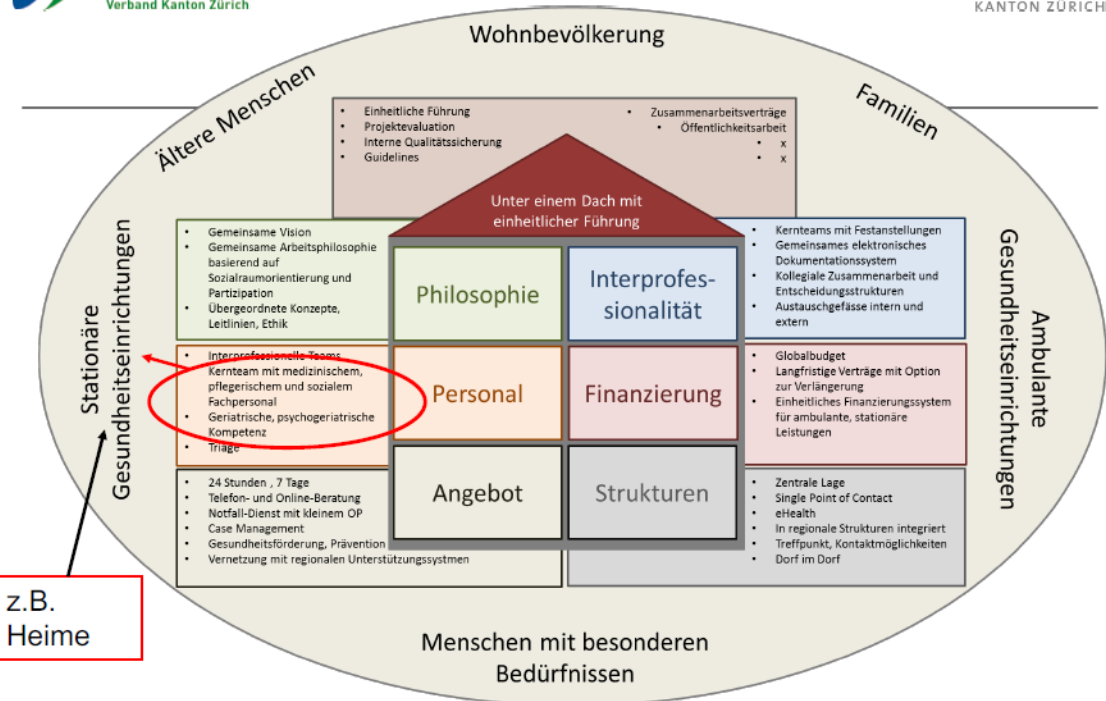 Verband Kanton Zürich
KANTON ZÜRICH
Wohnbevölkerung
Ältere Menschen
Familien
• Einheitliche Führung
• Projektevaluation
• Interne Qualitätssicherung
• Guidelines
• Zusammenarbeitsverträge
• Öffentlichkeitsarbeit
• x
• x
Unter einem Dach mit
einheitlicher Führung
Stationäre
Gesundheitseinrichtungen
• Gemeinsame Vision
• Gemeinsame Arbeitsphilosophie
basierend auf
Sozialraumorientierung und
Partizipation
• Übergeordnete Konzepte,
Leitlinien, Ethik
Philosophie
Interprofes-
sionalität
• Kernteams mit Festanstellungen
• Gemeinsames elektronisches
Dokumentationssystem
• Kollegiale Zusammenarbeit und
Entscheidungsstrukturen
• Austauschgefässe intern und
extern
Ambulante
Gesundheitseinrichtungen
• Interprofessionelle Teams
Kernteam mit medizinischem,
pflegerischem und sozialem
Fachpersonal
• Geriatrische, psychogeriatrische
Kompetenz
• Triage
Personal
Finanzierung
• Globalbudget
• Langfristige Verträge mit Option
zur Verlängerung
• Einheitliches Finanzierungssystem
für ambulante, stationäre
Leistungen
• 24 Stunden , 7 Tage
• Telefon- und Online-Beratung
• Notfall-Dienst mit kleinem OP
• Case Management
• Gesundheitsförderung, Prävention
• Vernetzung mit regionalen Unterstützungssystmen
Angebot
Strukturen
• Zentrale Lage
• Single Point of Contact
• eHealth
• In regionale Strukturen integriert
• Treffpunkt, Kontaktmöglichkeiten
• Dorf im Dorf
z.B.
Heime
Menschen mit besonderen
Bedürfnissen